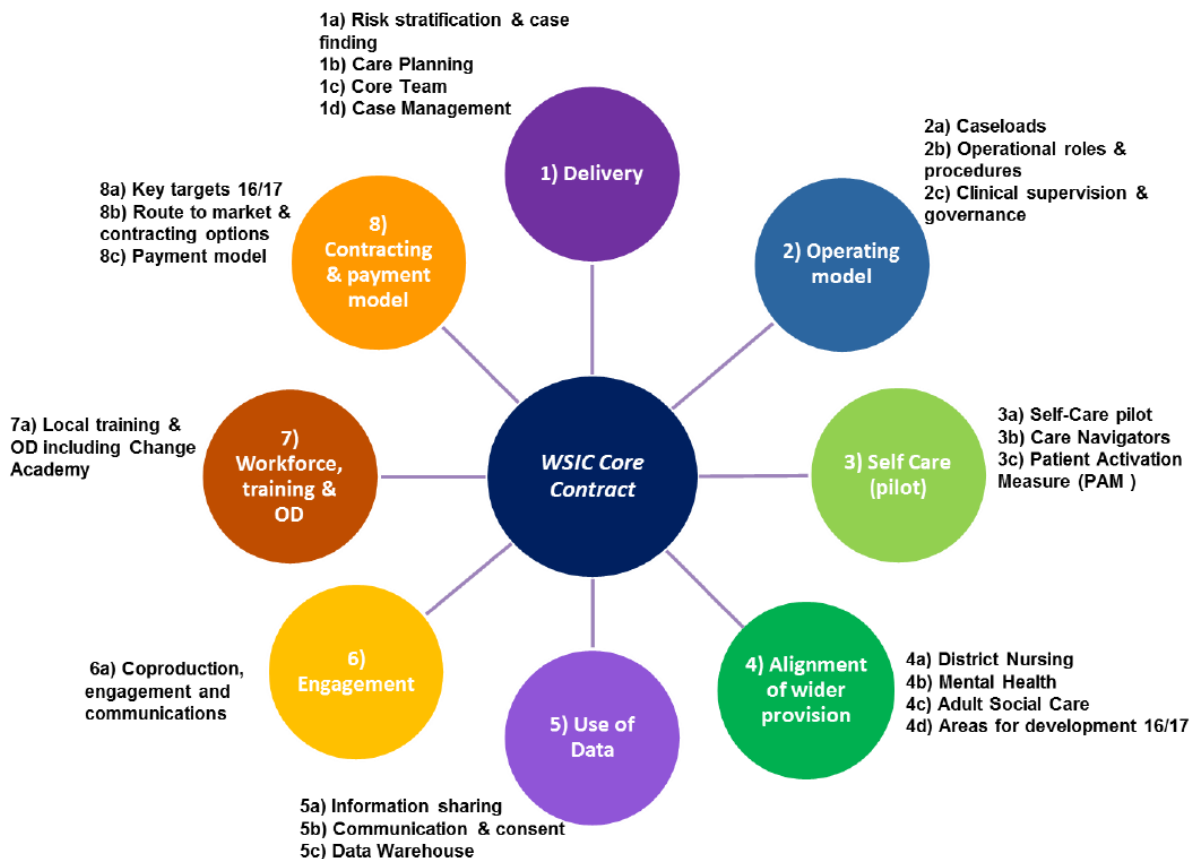 1a) Risk stratification & case
finding
1b) Care Planning
1c) Core Team
1d) Case Management
1) Delivery
2a) Caseloads
2b) Operational roles &
procedures
2c) Clinical supervision &
governance
2) Operating
model
3a) Self-Care pilot
3b) Care Navigators
3c) Patient Activation
Measure (PAM )
3) Self Care
(pilot)
4) Alignment
of wider
provision
4a) District Nursing
4b) Mental Health
4c) Adult Social Care
4d) Areas for development 16/17
5) Use of
Data
5a) Information sharing
5b) Communication & consent
5c) Data Warehouse
6)
Engagement
6a) Coproduction,
engagement and
communications
7)
Workforce,
training &
OD
7a) Local training &
OD including Change
Academy
8)
Contracting
& payment
model
8a) Key targets 16/17
8b) Route to market &
contracting options
8c) Payment model
WSIC Core
Contract